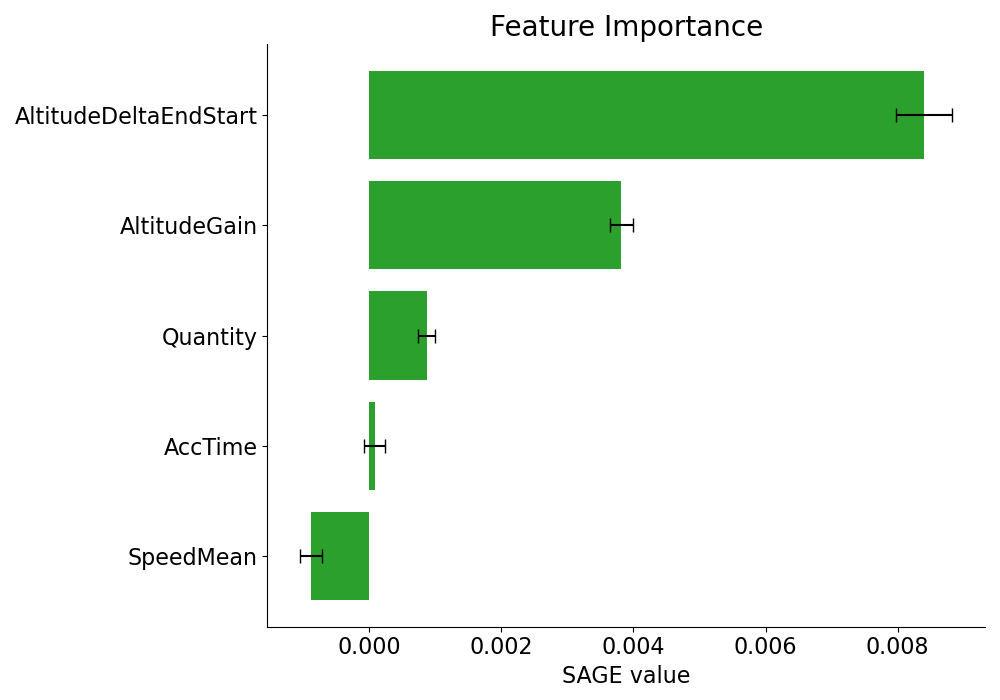 Feature Importance
AltitudeDeltaEndStart
AltitudeGain
Quantity
AccTime
SpeedMean
0.000 0.002 0.004 0.006 0.008
SAGE value